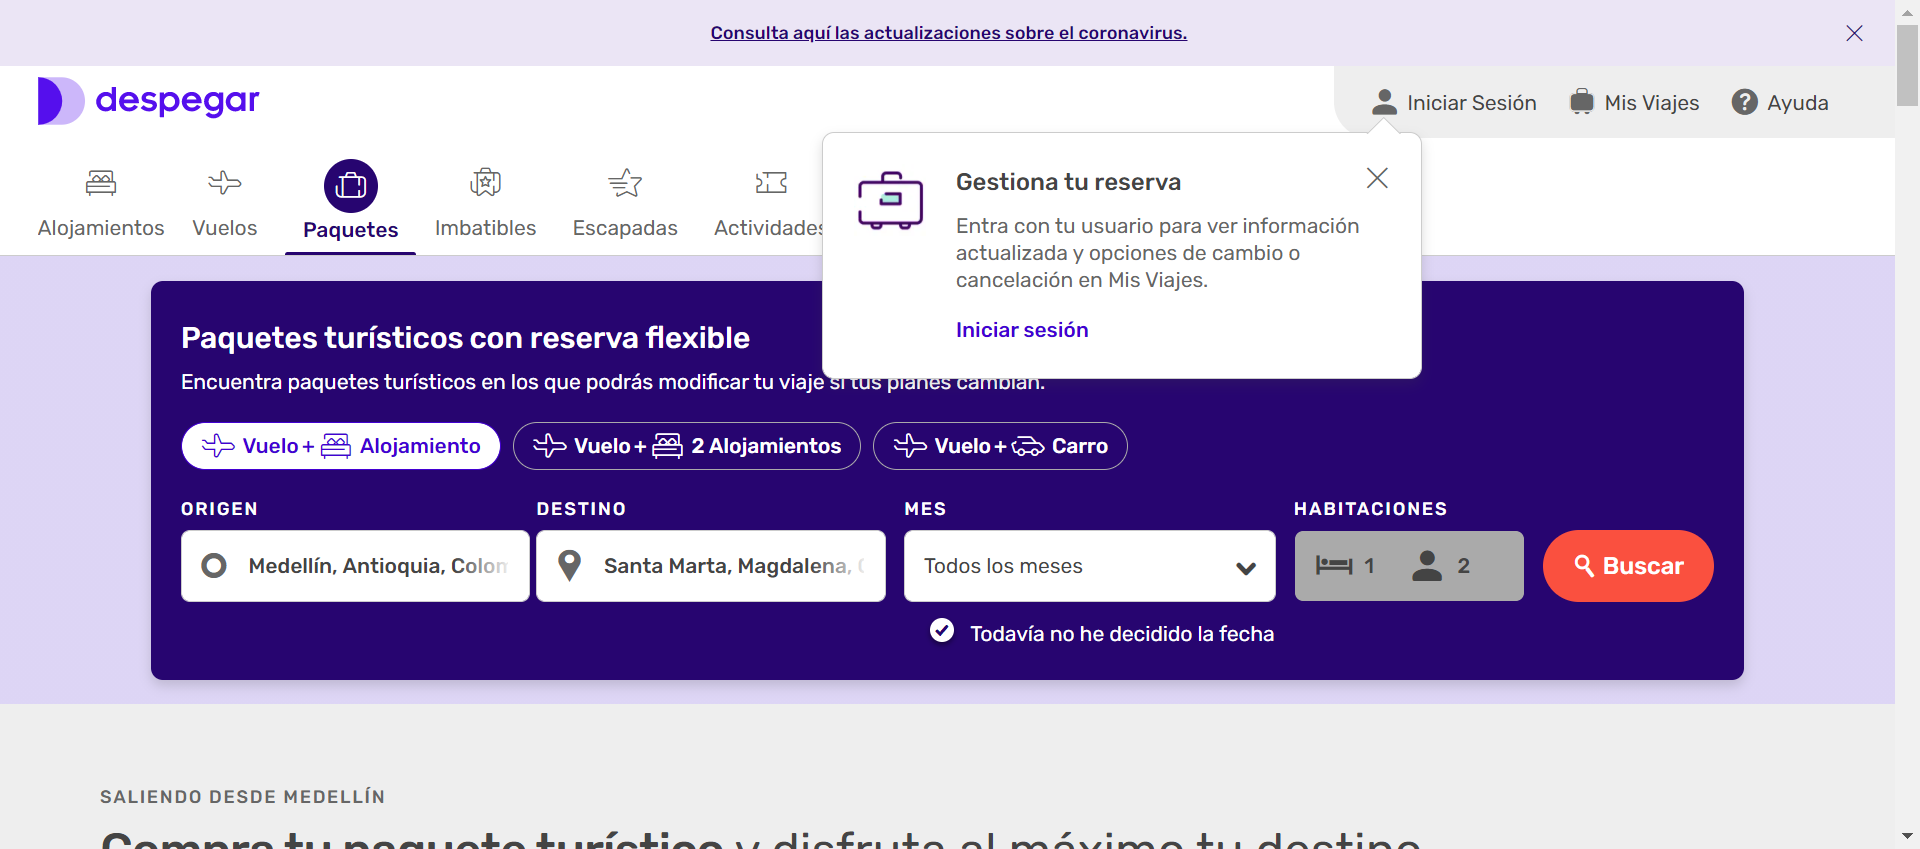 Consulta aquí las actualizaciones sobre el coronavirus.
despegar
Iniciar Sesión
Mis Viajes
Ayuda
Alojamientos
Vuelos
Paquetes
Imbatibles
Escapadas
Actividades
Gestiona tu reserva
Entra con tu usuario para ver información
actualizada y opciones de cambio o
cancelación en Mis Viajes.
Iniciar sesión
Paquetes turísticos con reserva flexible
Encuentra paquetes turísticos en los que podrás modificar tu viaje si tus planes cambian.
Vuelo + Alojamiento
Vuelo + 2 Alojamientos
Vuelo + Carro
ORIGEN
DESTINO
MES
HABITACIONES
Medellín, Antioquia, Colom
Santa Marta, Magdalena,
Todos los meses
1
2
Buscar
Todavía no he decidido la fecha
SALIENDO DESDE MEDELLÍN
Compra tu paquete turístico y disfruta al máximo tu destino